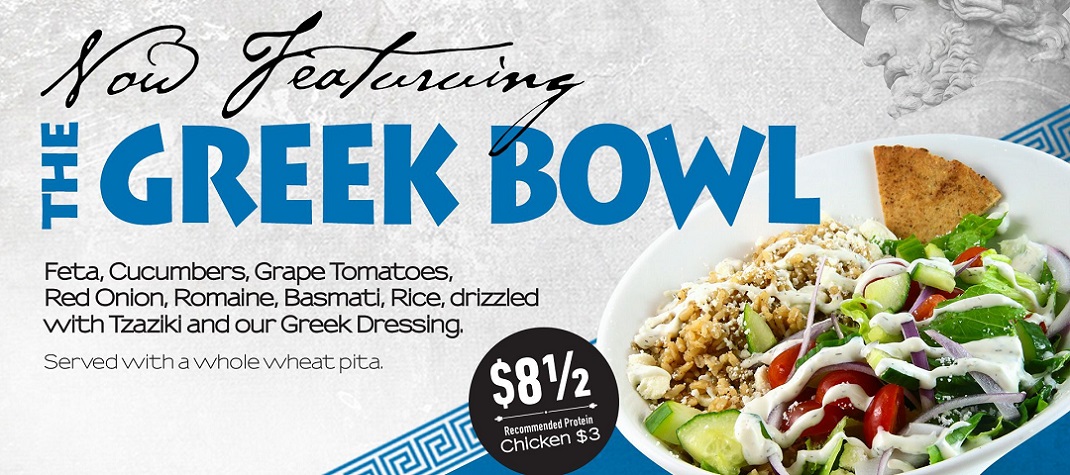 Now Featuring
THE GREEK BOWL
Feta, Cucumbers, Grape Tomatoes,
Red Onion, Romaine, Basmati, Rice, drizzled
with Tzaziki and our Greek Dressing.
Served with a whole wheat pita.
$8½
Recommended Protein
Chicken $3